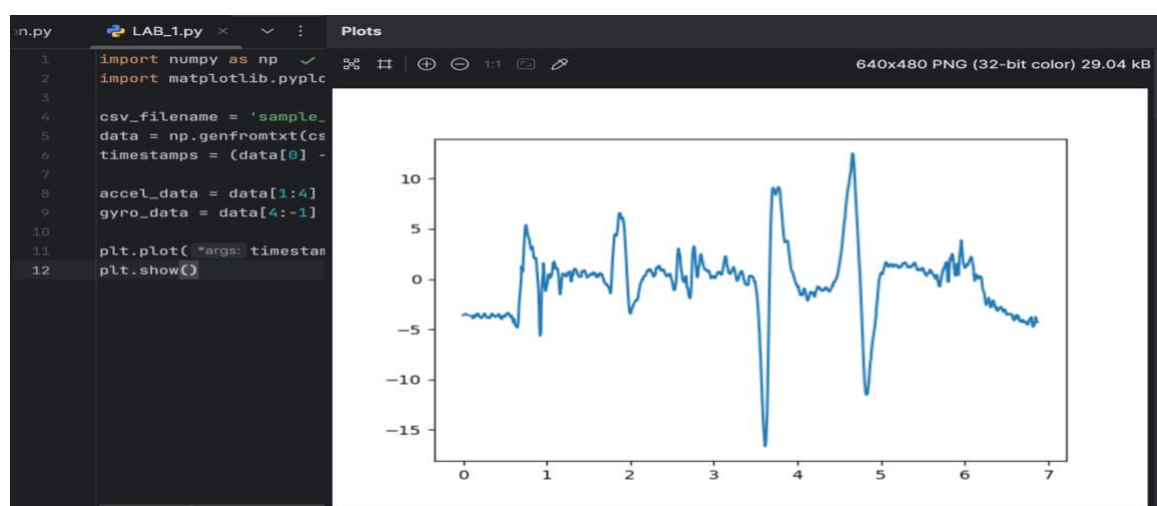 on.py
LAB_1.py
Plots
1 import numpy as np
2 import matplotlib.pyplo
3
4 csv_filename = 'sample_
5 data = np.genfromtxt(cs
6 timestamps = (data[0] -
7
8 accel_data = data[1:4]
9 gyro_data = data[4:-1]
10
11 plt.plot( *args: timestam
12 plt.show()
1:1
640x480 PNG (32-bit color) 29.04 kB
10
5
0
−5
−10
−15
0 1 2 3 4 5 6 7